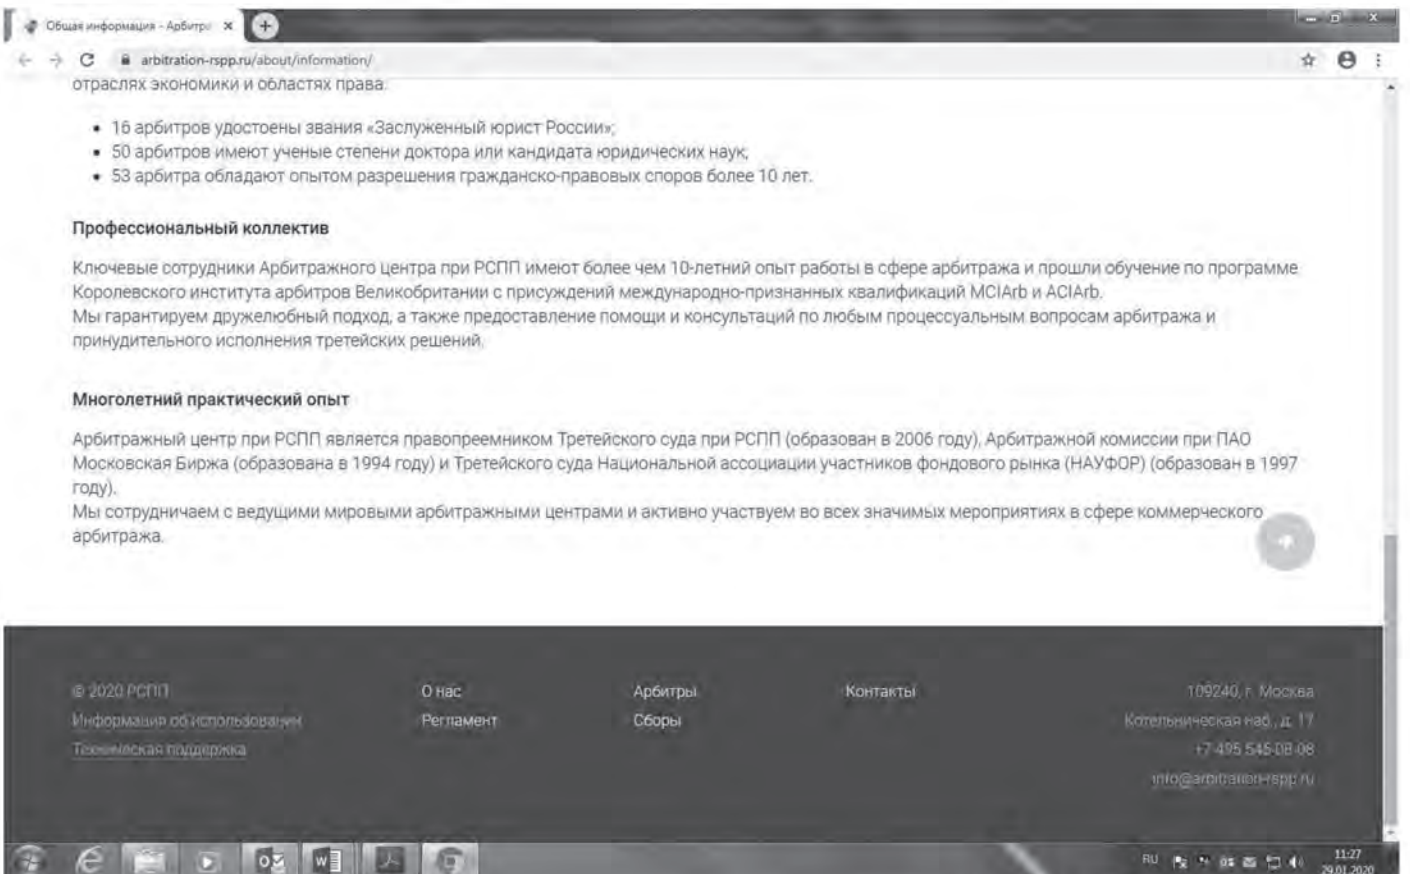 Общая информация - Арбитр
arbitration-rspp.ru/about/information/
отраслях экономики и областях права:
• 16 арбитров удостоены звания «Заслуженный юрист России»;
• 50 арбитров имеют ученые степени доктора или кандидата юридических наук;
• 53 арбитра обладают опытом разрешения гражданско-правовых споров более 10 лет.
Профессиональный коллектив
Ключевые сотрудники Арбитражного центра при РСПП имеют более чем 10-летний опыт работы в сфере арбитража и прошли обучение по программе
Королевского института арбитров Великобритании с присуждений международно-признанных квалификаций MCIArb и ACIArb.
Мы гарантируем дружелюбный подход, а также предоставление помощи и консультаций по любым процессуальным вопросам арбитража и
принудительного исполнения третейских решений.
Многолетний практический опыт
Арбитражный центр при РСПП является правопреемником Третейского суда при РСПП (образован в 2006 году), Арбитражной комиссии при ПАО
Московская Биржа (образована в 1994 году) и Третейского суда Национальной ассоциации участников фондового рынка (НАУФОР) (образован в 1997
году).
Мы сотрудничаем с ведущими мировыми арбитражными центрами и активно участвуем во всех значимых мероприятиях в сфере коммерческого
арбитража.
© 2020 РСПП
Информация об использовании
Техническая поддержка
О нас
Регламент
Арбитры
Сборы
Контакты
109240, г. Москва
Котельническая наб., д. 17
+7 495 545-08-08
info@arbitration-rspp.ru
RU
11:27
29.01.2020